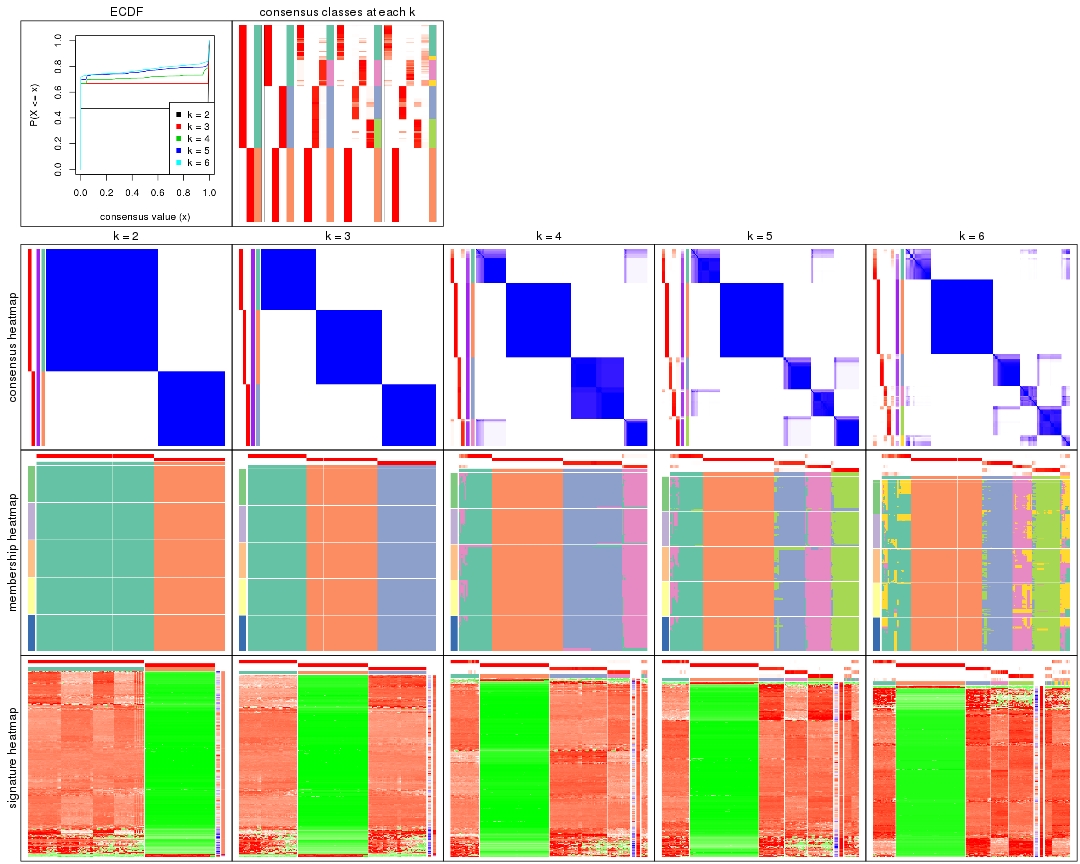 ECDF
consensus classes at each k
P(X <= x)
1.0
0.8
0.6
0.4
0.2
0.0
k = 2
k = 3
k = 4
k = 5
k = 6
0.0 0.2 0.4 0.6 0.8 1.0
consensus value (x)
k = 2
k = 3
k = 4
k = 5
k = 6
consensus heatmap
membership heatmap
signature heatmap